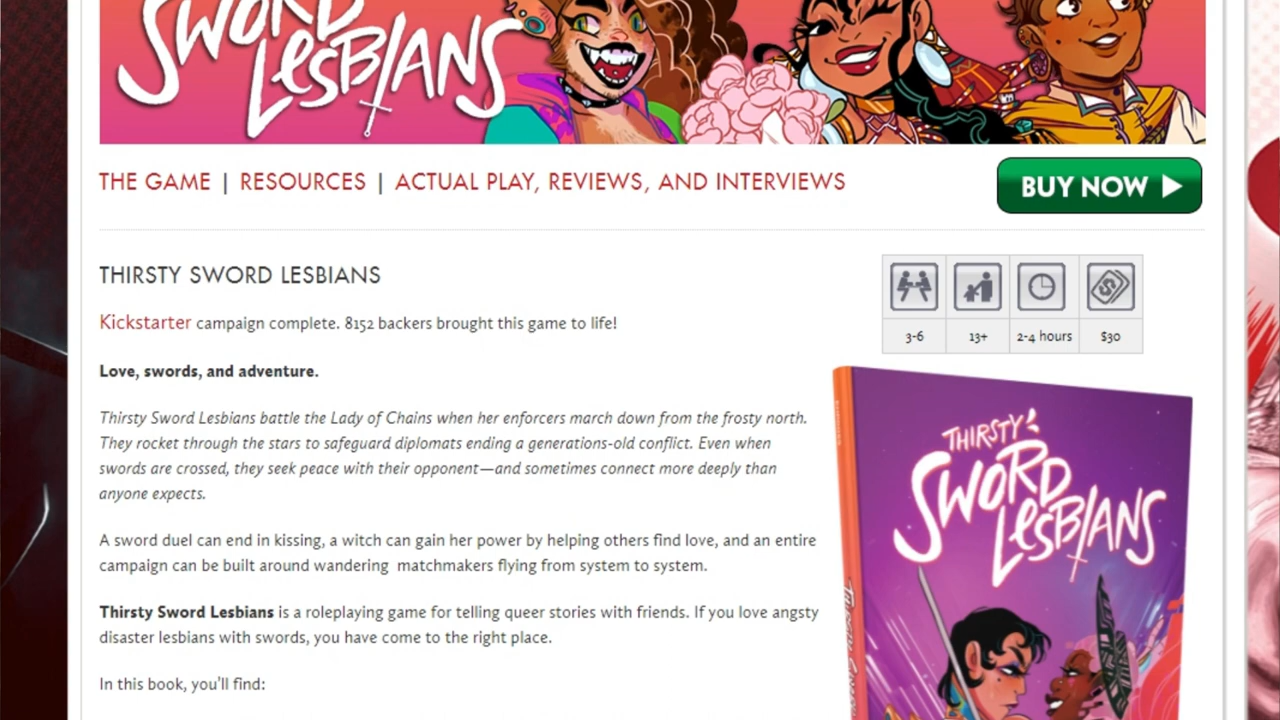 SWORD
LESBIANS
THE GAME | RESOURCES | ACTUAL PLAY, REVIEWS, AND INTERVIEWS
BUY NOW
THIRSTY SWORD LESBIANS
Kickstarter campaign complete. 8152 backers brought this game to life!
Love, swords, and adventure.
Thirsty Sword Lesbians battle the Lady of Chains when her enforcers march down from the frosty north.
They rocket through the stars to safeguard diplomats ending a generations-old conflict. Even when
swords are crossed, they seek peace with their opponent—and sometimes connect more deeply than
anyone expects.
A sword duel can end in kissing, a witch can gain her power by helping others find love, and an entire
campaign can be built around wandering  matchmakers flying from system to system.
Thirsty Sword Lesbians is a roleplaying game for telling queer stories with friends. If you love angsty
disaster lesbians with swords, you have come to the right place.
In this book, you'll find:
3-6 13+ 2-4 hours $30
THIRSTY
SWORD
LESBIANS